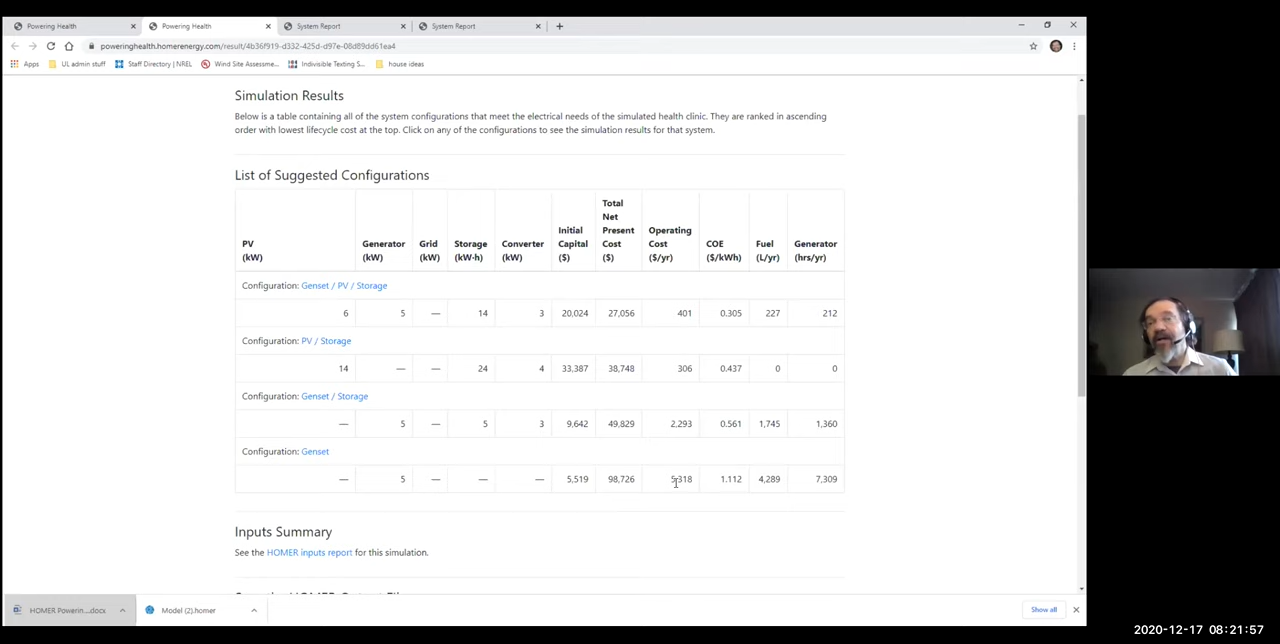 Powering Health
Powering Health
System Report
System Report
poweringhealth.homerenergy.com/result/4b36f919-d332-425d-d97e-08d89dd61ea4
Apps
UL admin stuff
Staff Directory | NREL
Wind Site Assessme...
Indivisible Texting S...
house ideas
Simulation Results
Below is a table containing all of the system configurations that meet the electrical needs of the simulated health clinic. They are ranked in ascending
order with lowest lifecycle cost at the top. Click on any of the configurations to see the simulation results for that system.
List of Suggested Configurations
PV (kW) Generator (kW) Grid (kW) Storage (kW·h) Converter (kW) Initial Capital ($) Total Net Present Cost ($) Operating Cost ($/yr) COE ($/kWh) Fuel (L/yr) Generator (hrs/yr)
Configuration: Genset / PV / Storage
6 5 — 14 3 20,024 27,056 401 0.305 227 212
Configuration: PV / Storage
14 — — 24 4 33,387 38,748 306 0.437 0 0
Configuration: Genset / Storage
— 5 — 5 3 9,642 49,829 2,293 0.561 1,745 1,360
Configuration: Genset
— 5 — — — 5,519 98,726 5,318 1.112 4,289 7,309
Inputs Summary
See the HOMER inputs report for this simulation.
HOMER Powerin....docx
Model (2).homer
Show all
2020-12-17 08:21:57